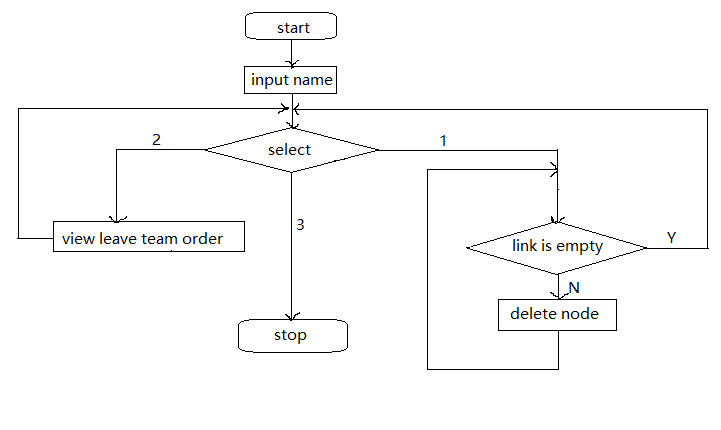 start
input name
select
2
1
3
view leave team order
link is empty
Y
N
delete node
stop